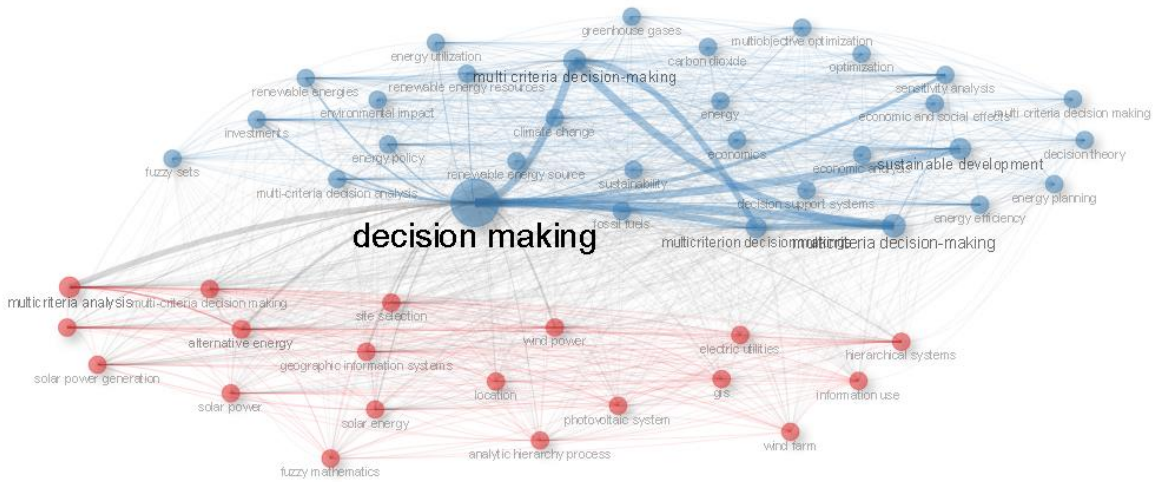 greenhouse gases
multiobjective optimization
energy utilization
carbon dioxide
optimization
multi criteria decision-making
renewable energies
renewable energy resources
sensitivity analysis
environmental impact
energy
economic and social effects
multi criteria decision making
investments
climate change
economics
decision theory
energy policy
fuzzy sets
renewable energy source
economic analysis
sustainable development
multi-criteria decision analysis
sustainability
decision support systems
energy planning
fossil fuels
energy efficiency
decision making
multicriterion decision
multicriteria decision-making
multicriteria analysis
multi-criteria decision making
site selection
alternative energy
wind power
electric utilities
hierarchical systems
geographic information systems
solar power generation
location
gis
information use
solar power
solar energy
photovoltaic system
wind farm
analytic hierarchy process
fuzzy mathematics